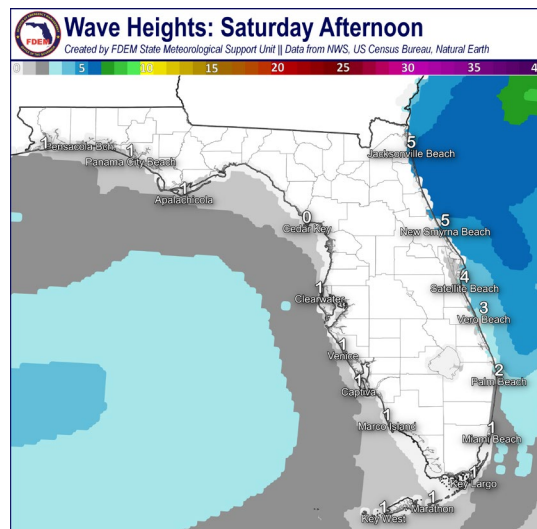 Wave Heights: Saturday Afternoon
Created by FDEM State Meteorological Support Unit || Data from NWS, US Census Bureau, Natural Earth
FDEM
0 5 10 15 20 25 30 35 4
1
Pensacola Bch
1
Panama City Beach
1
Apalachicola
0
Cedar Key
5
Jacksonville Beach
5
New Smyrna Beach
4
Satellite Beach
3
Vero Beach
1
Clearwater
1
Venice
1
Captiva
2
Palm Beach
1
Marco Island
1
Miami Beach
1
Key Largo
1
Marathon
1
Key West